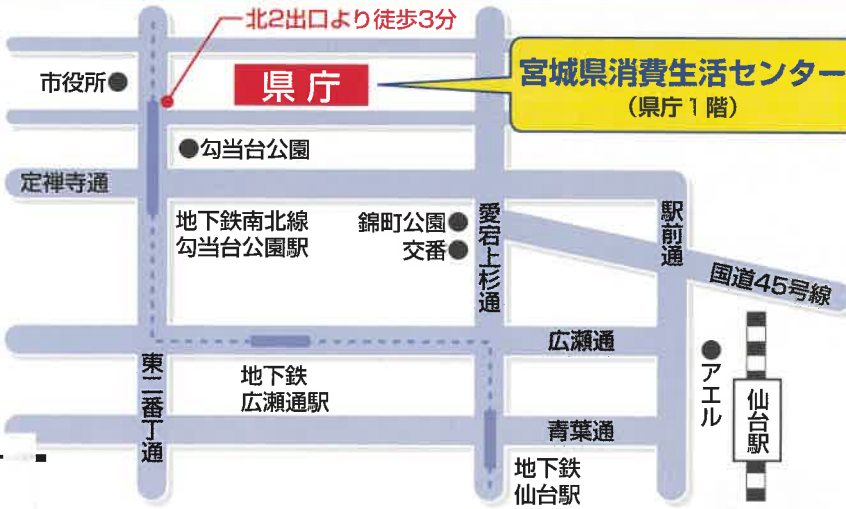 北2出口より徒歩3分
市役所
県庁
宮城県消費生活センター
(県庁1階)
勾当台公園
定禅寺通
地下鉄南北線
勾当台公園駅
錦町公園
交番
愛宕上杉通
駅前通
国道45号線
東二番丁通
地下鉄
広瀬通駅
広瀬通
アエル
仙台駅
青葉通
地下鉄
仙台駅